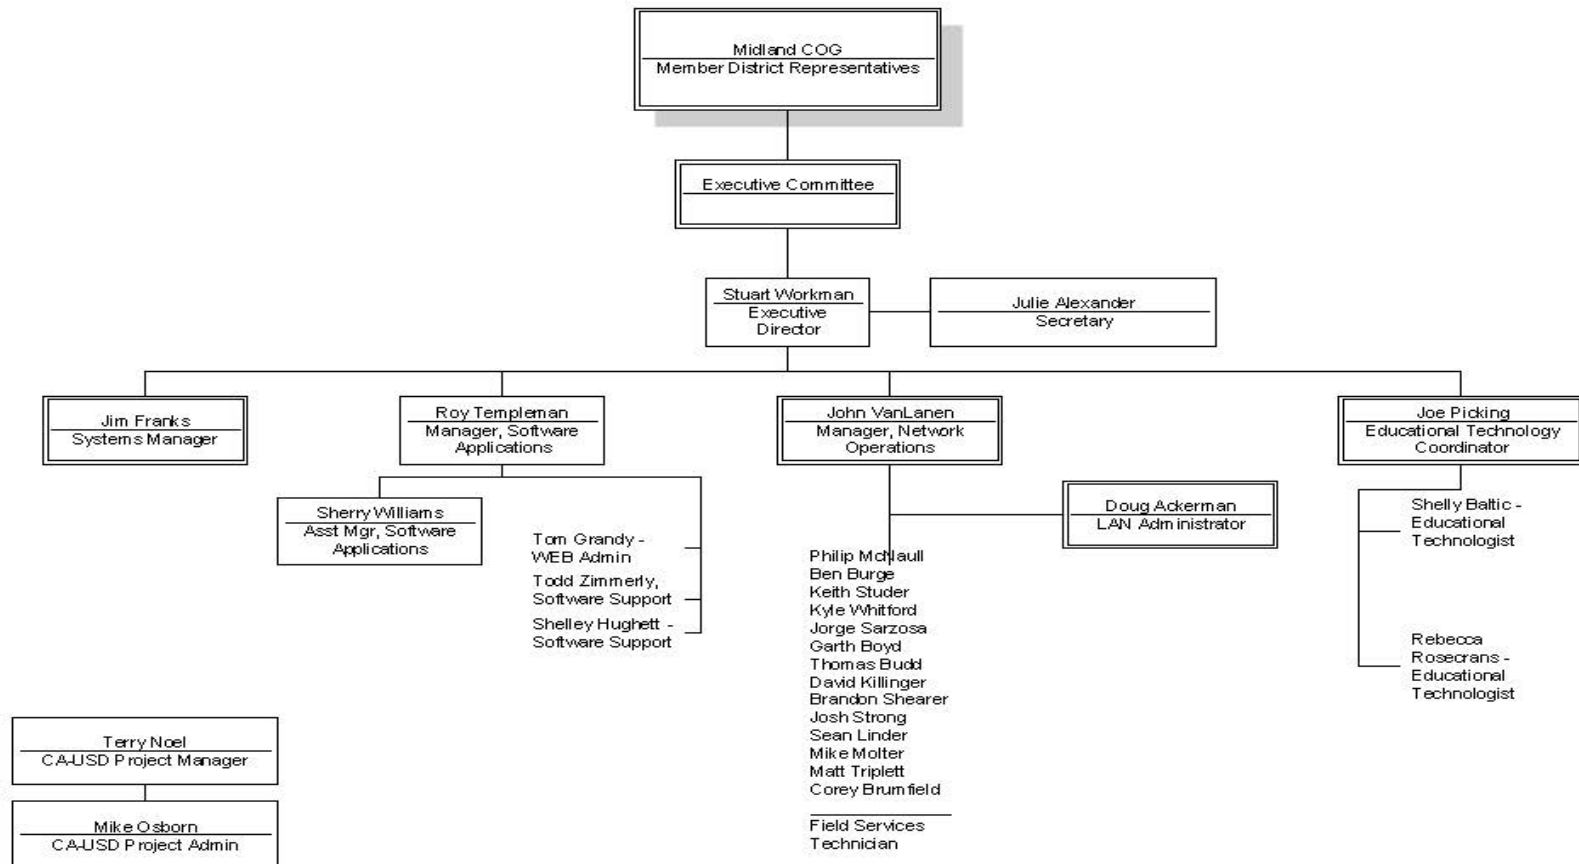 Midland COG
Member District Representatives
Executive Committee
Stuart Workman
Executive
Director
Julie Alexander
Secretary
Jim Franks
Systems Manager
Roy Templeman
Manager, Software
Applications
John VanLanen
Manager, Network
Operations
Joe Picking
Educational Technology
Coordinator
Sherry Williams
Asst Mgr, Software
Applications
Tom Grandy -
WEB Admin
Todd Zimmerly,
Software Support
Shelley Hughett -
Software Support
Doug Ackerman
LAN Administrator
Philip McNaull
Ben Burge
Keith Studer
Kyle Whitford
Jorge Sarzosa
Garth Boyd
Thomas Budd
David Killinger
Brandon Shearer
Josh Strong
Sean Linder
Mike Molter
Matt Triplett
Corey Brumfield
Field Services
Technician
Shelly Baltic -
Educational
Technologist
Rebecca
Rosecrans -
Educational
Technologist
Terry Noel
CA-USD Project Manager
Mike Osborn
CA-USD Project Admin